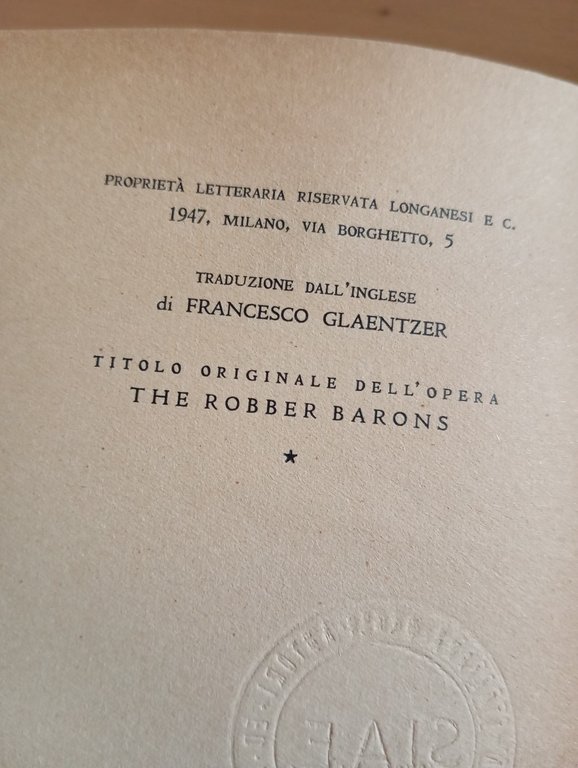 PROPRIETÀ LETTERARIA RISERVATA LONGANESI E C.
1947, MILANO, VIA BORGHETTO, 5
TRADUZIONE DALL'INGLESE
di FRANCESCO GLAENTZER
TITOLO ORIGINALE DELL'OPERA
THE ROBBER BARONS
★
S.I.A.E.